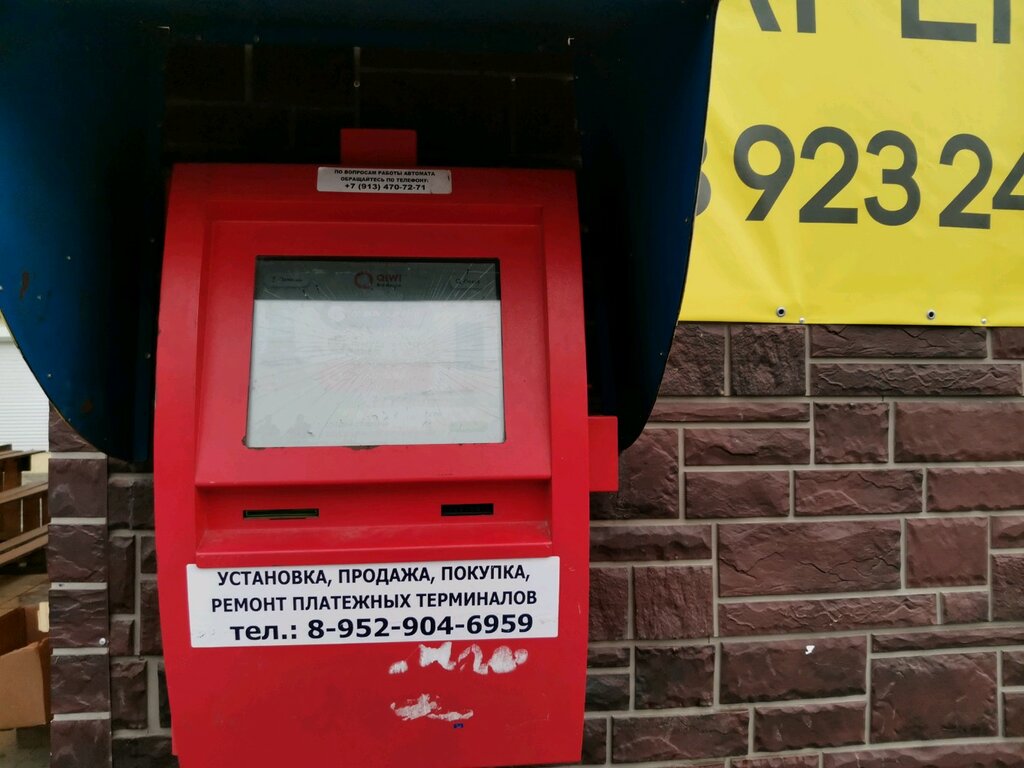 ПО ВОПРОСАМ РАБОТЫ АВТОМАТА
ОБРАЩАЙТЕСЬ ПО ТЕЛЕФОНУ:
+7 (913) 470-72-71
QIWI
8 923 24
УСТАНОВКА, ПРОДАЖА, ПОКУПКА,
РЕМОНТ ПЛАТЕЖНЫХ ТЕРМИНАЛОВ
тел.: 8-952-904-6959